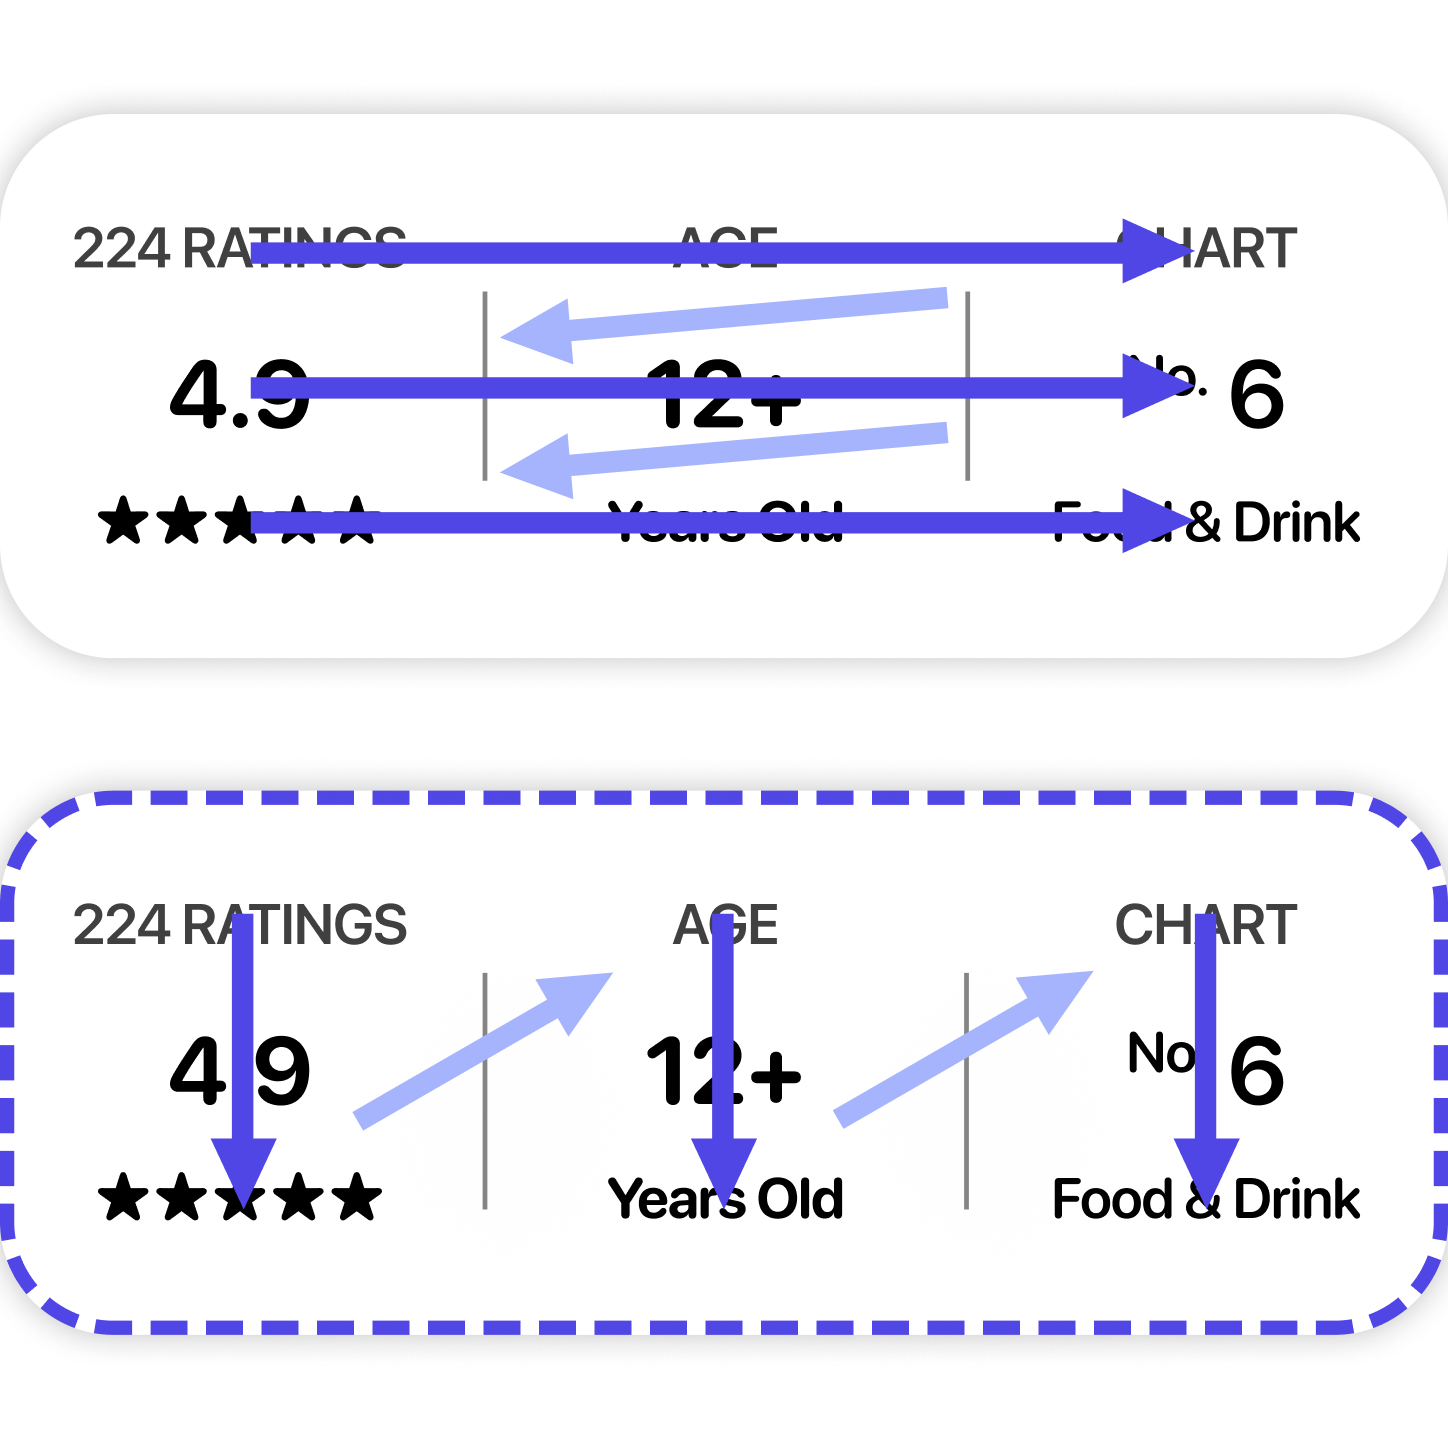 224 RATINGS AGE CHART
4.9 12+ No. 6
★★★★★ Years Old Food & Drink
224 RATINGS
4.9
★★★★★
AGE
12+
Years Old
CHART
No. 6
Food & Drink